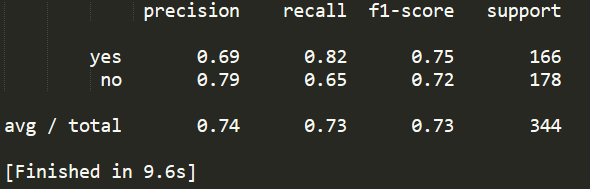 precision recall f1-score support
yes 0.69 0.82 0.75 166
no 0.79 0.65 0.72 178
avg / total 0.74 0.73 0.73 344
[Finished in 9.6s]